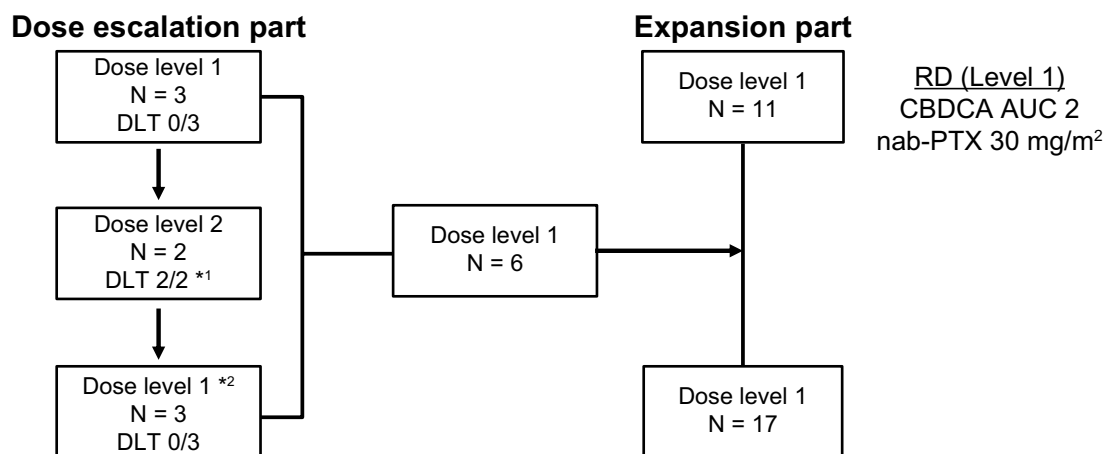 Dose escalation part
Dose level 1
N = 3
DLT 0/3
Dose level 2
N = 2
DLT 2/2 *1
Dose level 1 *2
N = 3
DLT 0/3
Dose level 1
N = 6
Expansion part
Dose level 1
N = 11
Dose level 1
N = 17
RD (Level 1)
CBDCA AUC 2
nab-PTX 30 mg/m2